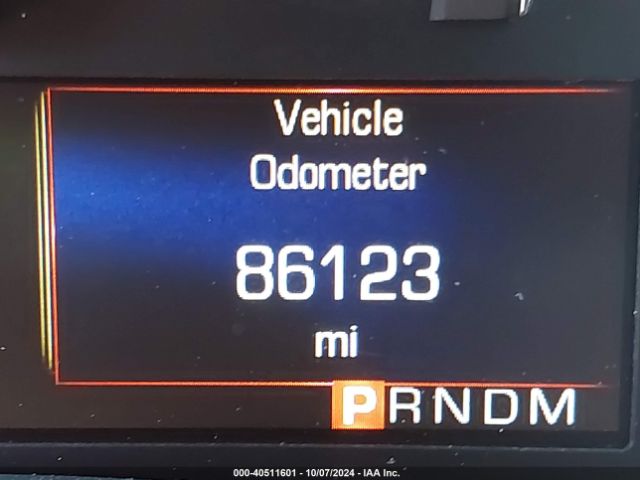 Vehicle
Odometer
86123
mi
PRNDM
000-40511601 - 10/07/2024 - IAA Inc.